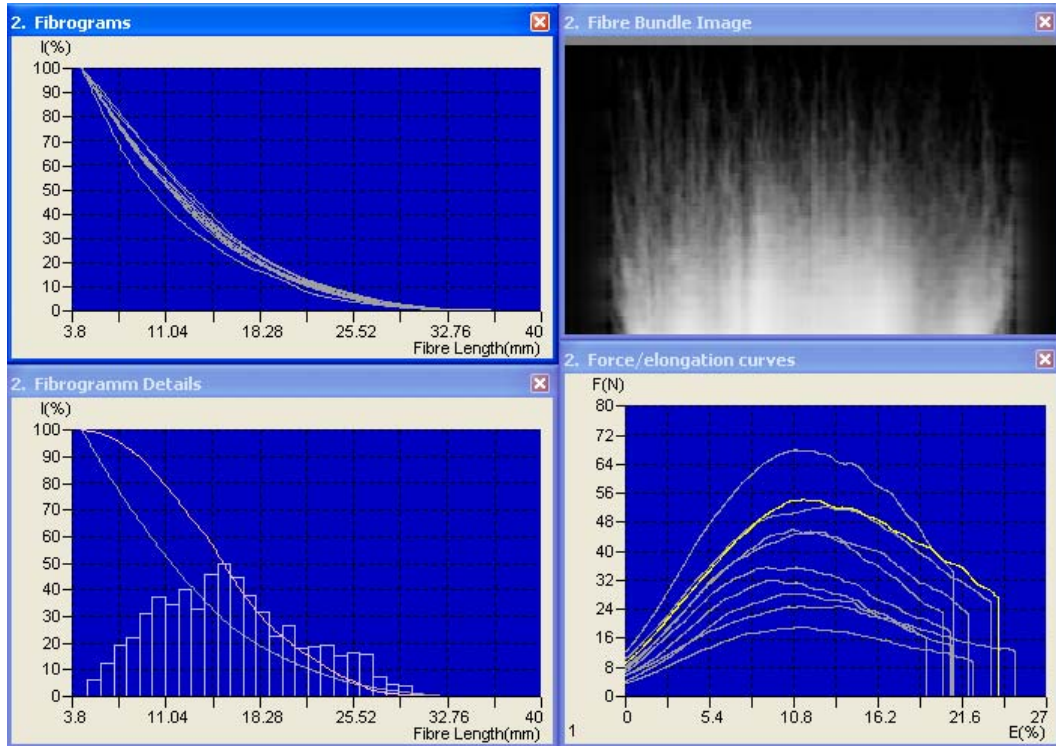 2. Fibrograms
I(%)
100
90
80
70
60
50
40
30
20
10
0
3.8 11.04 18.28 25.52 32.76 40
Fibre Length(mm)
2. Fibre Bundle Image
2. Fibrogramm Details
I(%)
100
90
80
70
60
50
40
30
20
10
0
3.8 11.04 18.28 25.52 32.76 40
Fibre Length(mm)
2. Force/elongation curves
F(N)
80
72
64
56
48
40
32
24
16
8
0
0 5.4 10.8 16.2 21.6 27
1 E(%)